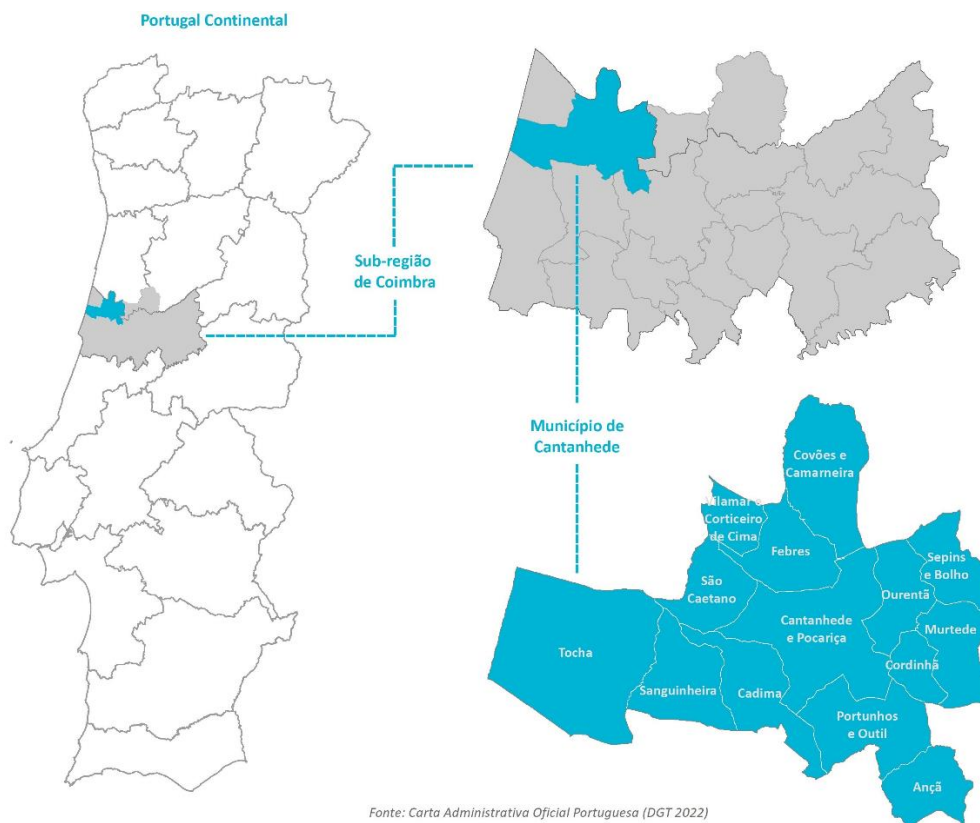 Portugal Continental
Sub-região
de Coimbra
Município de
Cantanhede
Covões e
Camarneira
Vilamar e
Corticeiro
de Cima
Febres
Sepins
e Bolho
São
Caetano
Ourentã
Cantanhede
e Pocariça
Murtede
Tocha
Cordinhã
Sanguinheira
Cadima
Portunhos
e Outil
Ançã
Fonte: Carta Administrativa Oficial Portuguesa (DGT 2022)